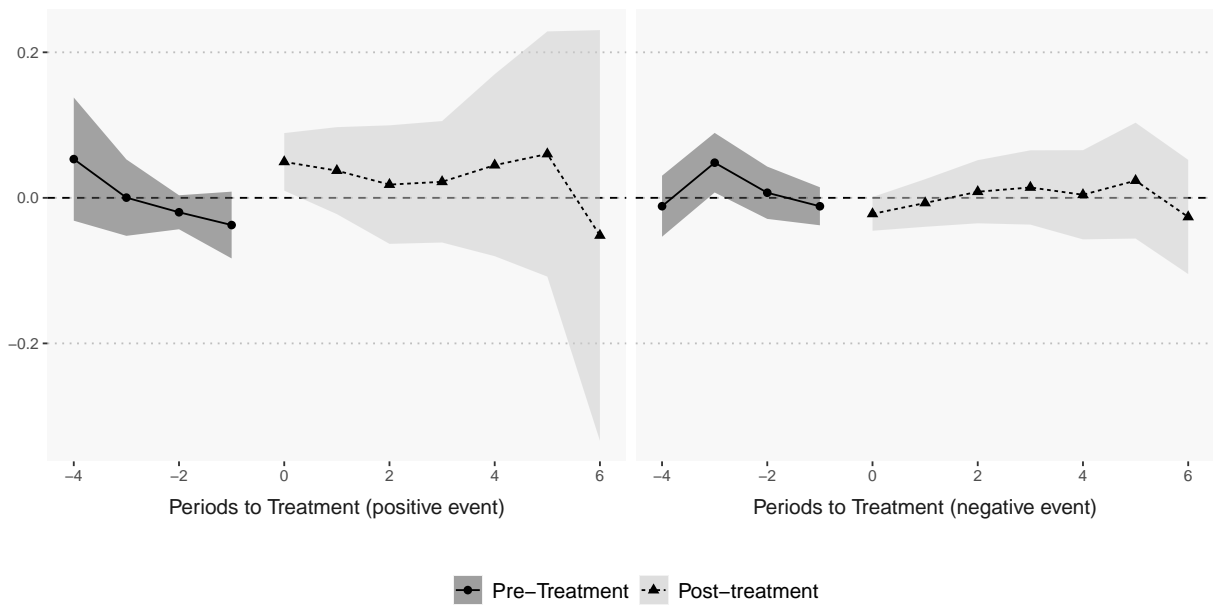 0.2
0.0
−0.2
−4 −2 0 2 4 6 −4 −2 0 2 4 6
Periods to Treatment (positive event) Periods to Treatment (negative event)
Pre−Treatment Post−treatment